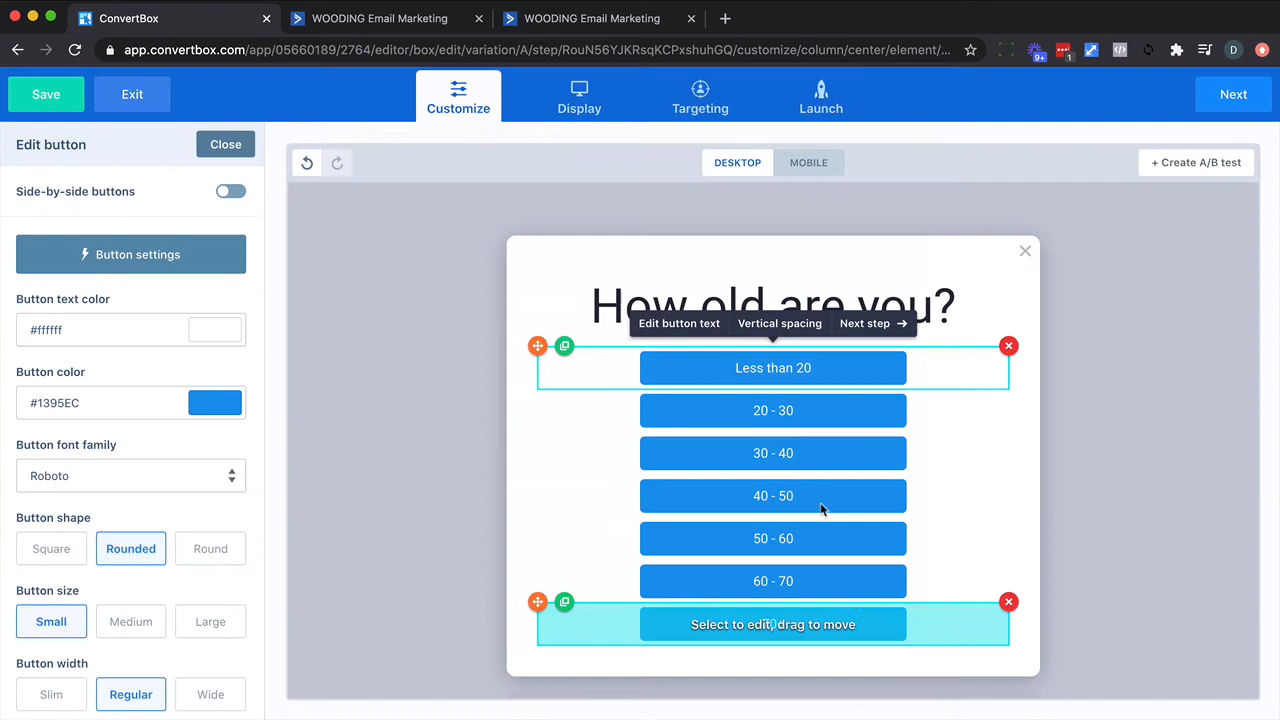 ConvertBox
WOODING Email Marketing
WOODING Email Marketing
app.convertbox.com/app/05660189/2764/editor/box/edit/variation/A/step/RouN56YJKRsqKCPxshuhGQ/customize/column/center/element/...
9+
1
D
Save
Exit
Customize
Display
Targeting
Launch
Next
Edit button
Close
DESKTOP
MOBILE
+ Create A/B test
Side-by-side buttons
Button settings
Button text color
#ffffff
Button color
#1395EC
Button font family
Roboto
Button shape
Square
Rounded
Round
Button size
Small
Medium
Large
Button width
Slim
Regular
Wide
How old are you?
Edit button text
Vertical spacing
Next step
Less than 20
20 - 30
30 - 40
40 - 50
50 - 60
60 - 70
Select to edit, drag to move